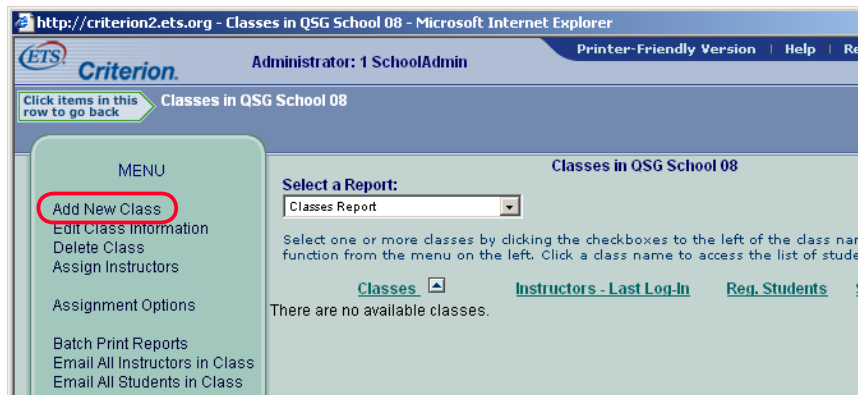 http://criterion2.ets.org - Classes in QSG School 08 - Microsoft Internet Explorer
ETS Criterion.
Administrator: 1 SchoolAdmin
Printer-Friendly Version | Help |
Click items in this
row to go back
Classes in QSG School 08
MENU
Add New Class
Edit Class Information
Delete Class
Assign Instructors
Assignment Options
Batch Print Reports
Email All Instructors in Class
Email All Students in Class
Classes in QSG School 08
Select a Report:
Classes Report
Select one or more classes by clicking the checkboxes to the left of the class
function from the menu on the left. Click a class name to access the list of
Classes Instructors - Last Log-In Reg. Students
There are no available classes.